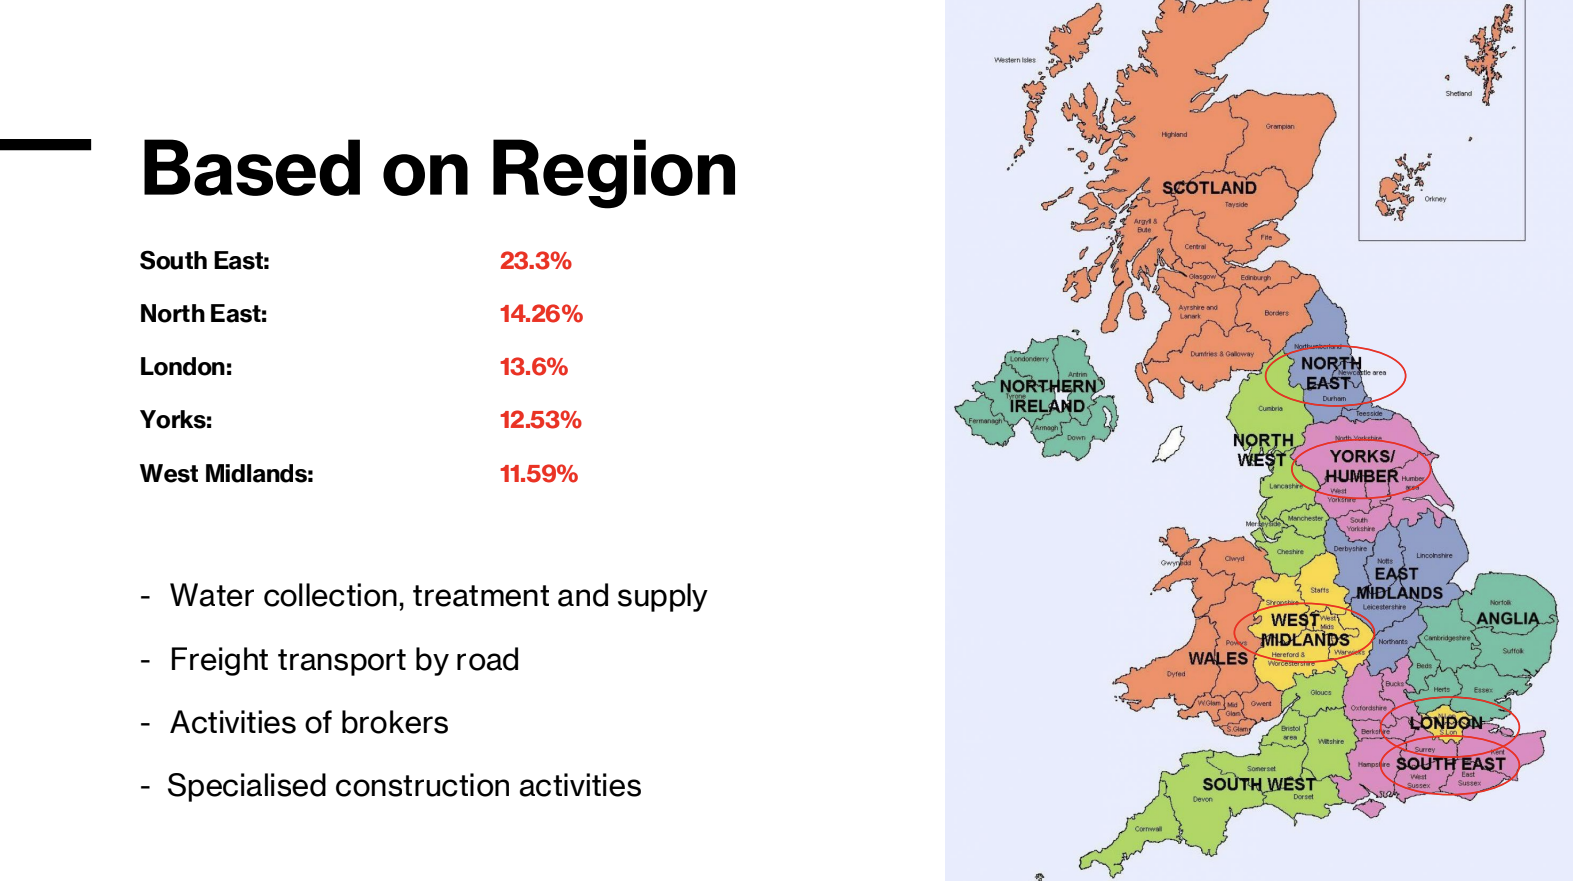 Based on Region
South East: 23.3%
North East: 14.26%
London: 13.6%
Yorks: 12.53%
West Midlands: 11.59%
- Water collection, treatment and supply
- Freight transport by road
- Activities of brokers
- Specialised construction activities
Western Isles
Shetland
Orkney
Highland
Grampian
SCOTLAND
Tayside
Argyll &
Bute
Central
Fife
Glasgow
Edinburgh
Ayrshire and
Lanark
Borders
Dumfries & Galloway
Northumberland
NORTH
EAST
Newcastle area
Durham
Teesside
Londonderry
Antrim
NORTHERN
IRELAND
Tyrone
Fermanagh
Armagh
Down
Cumbria
NORTH
WEST
Lancashire
Merseyside
Manchester
Cheshire
North Yorkshire
YORKS/
HUMBER
West
Yorkshire
Humber
area
South
Yorkshire
Derbyshire
Notts
Lincolnshire
EAST
MIDLANDS
Leicestershire
Northants
Gwynedd
Clwyd
Powys
WALES
Dyfed
W.Glam
Mid
Glam
Gwent
S.Glam
Staffs
Shropshire
WEST
MIDLANDS
West
Mids
Hereford &
Worcestershire
Warwicks
Norfolk
ANGLIA
Cambridgeshire
Suffolk
Beds
Herts
Essex
Bucks
Oxfordshire
Berkshire
LONDON
S.Lon
Surrey
Kent
Hampshire
SOUTH EAST
West
Sussex
East
Sussex
Gloucs
Bristol
area
Wiltshire
Somerset
SOUTH WEST
Devon
Dorset
Cornwall